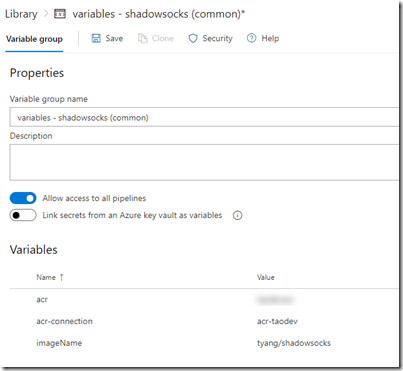 Library > variables - shadowsocks (common)*
Variable group Save Clone Security Help
Properties
Variable group name
variables - shadowsocks (common)
Description
Allow access to all pipelines
Link secrets from an Azure key vault as variables
Variables
Name ↑ Value
acr
acr-connection acr-taodev
imageName tyang/shadowsocks